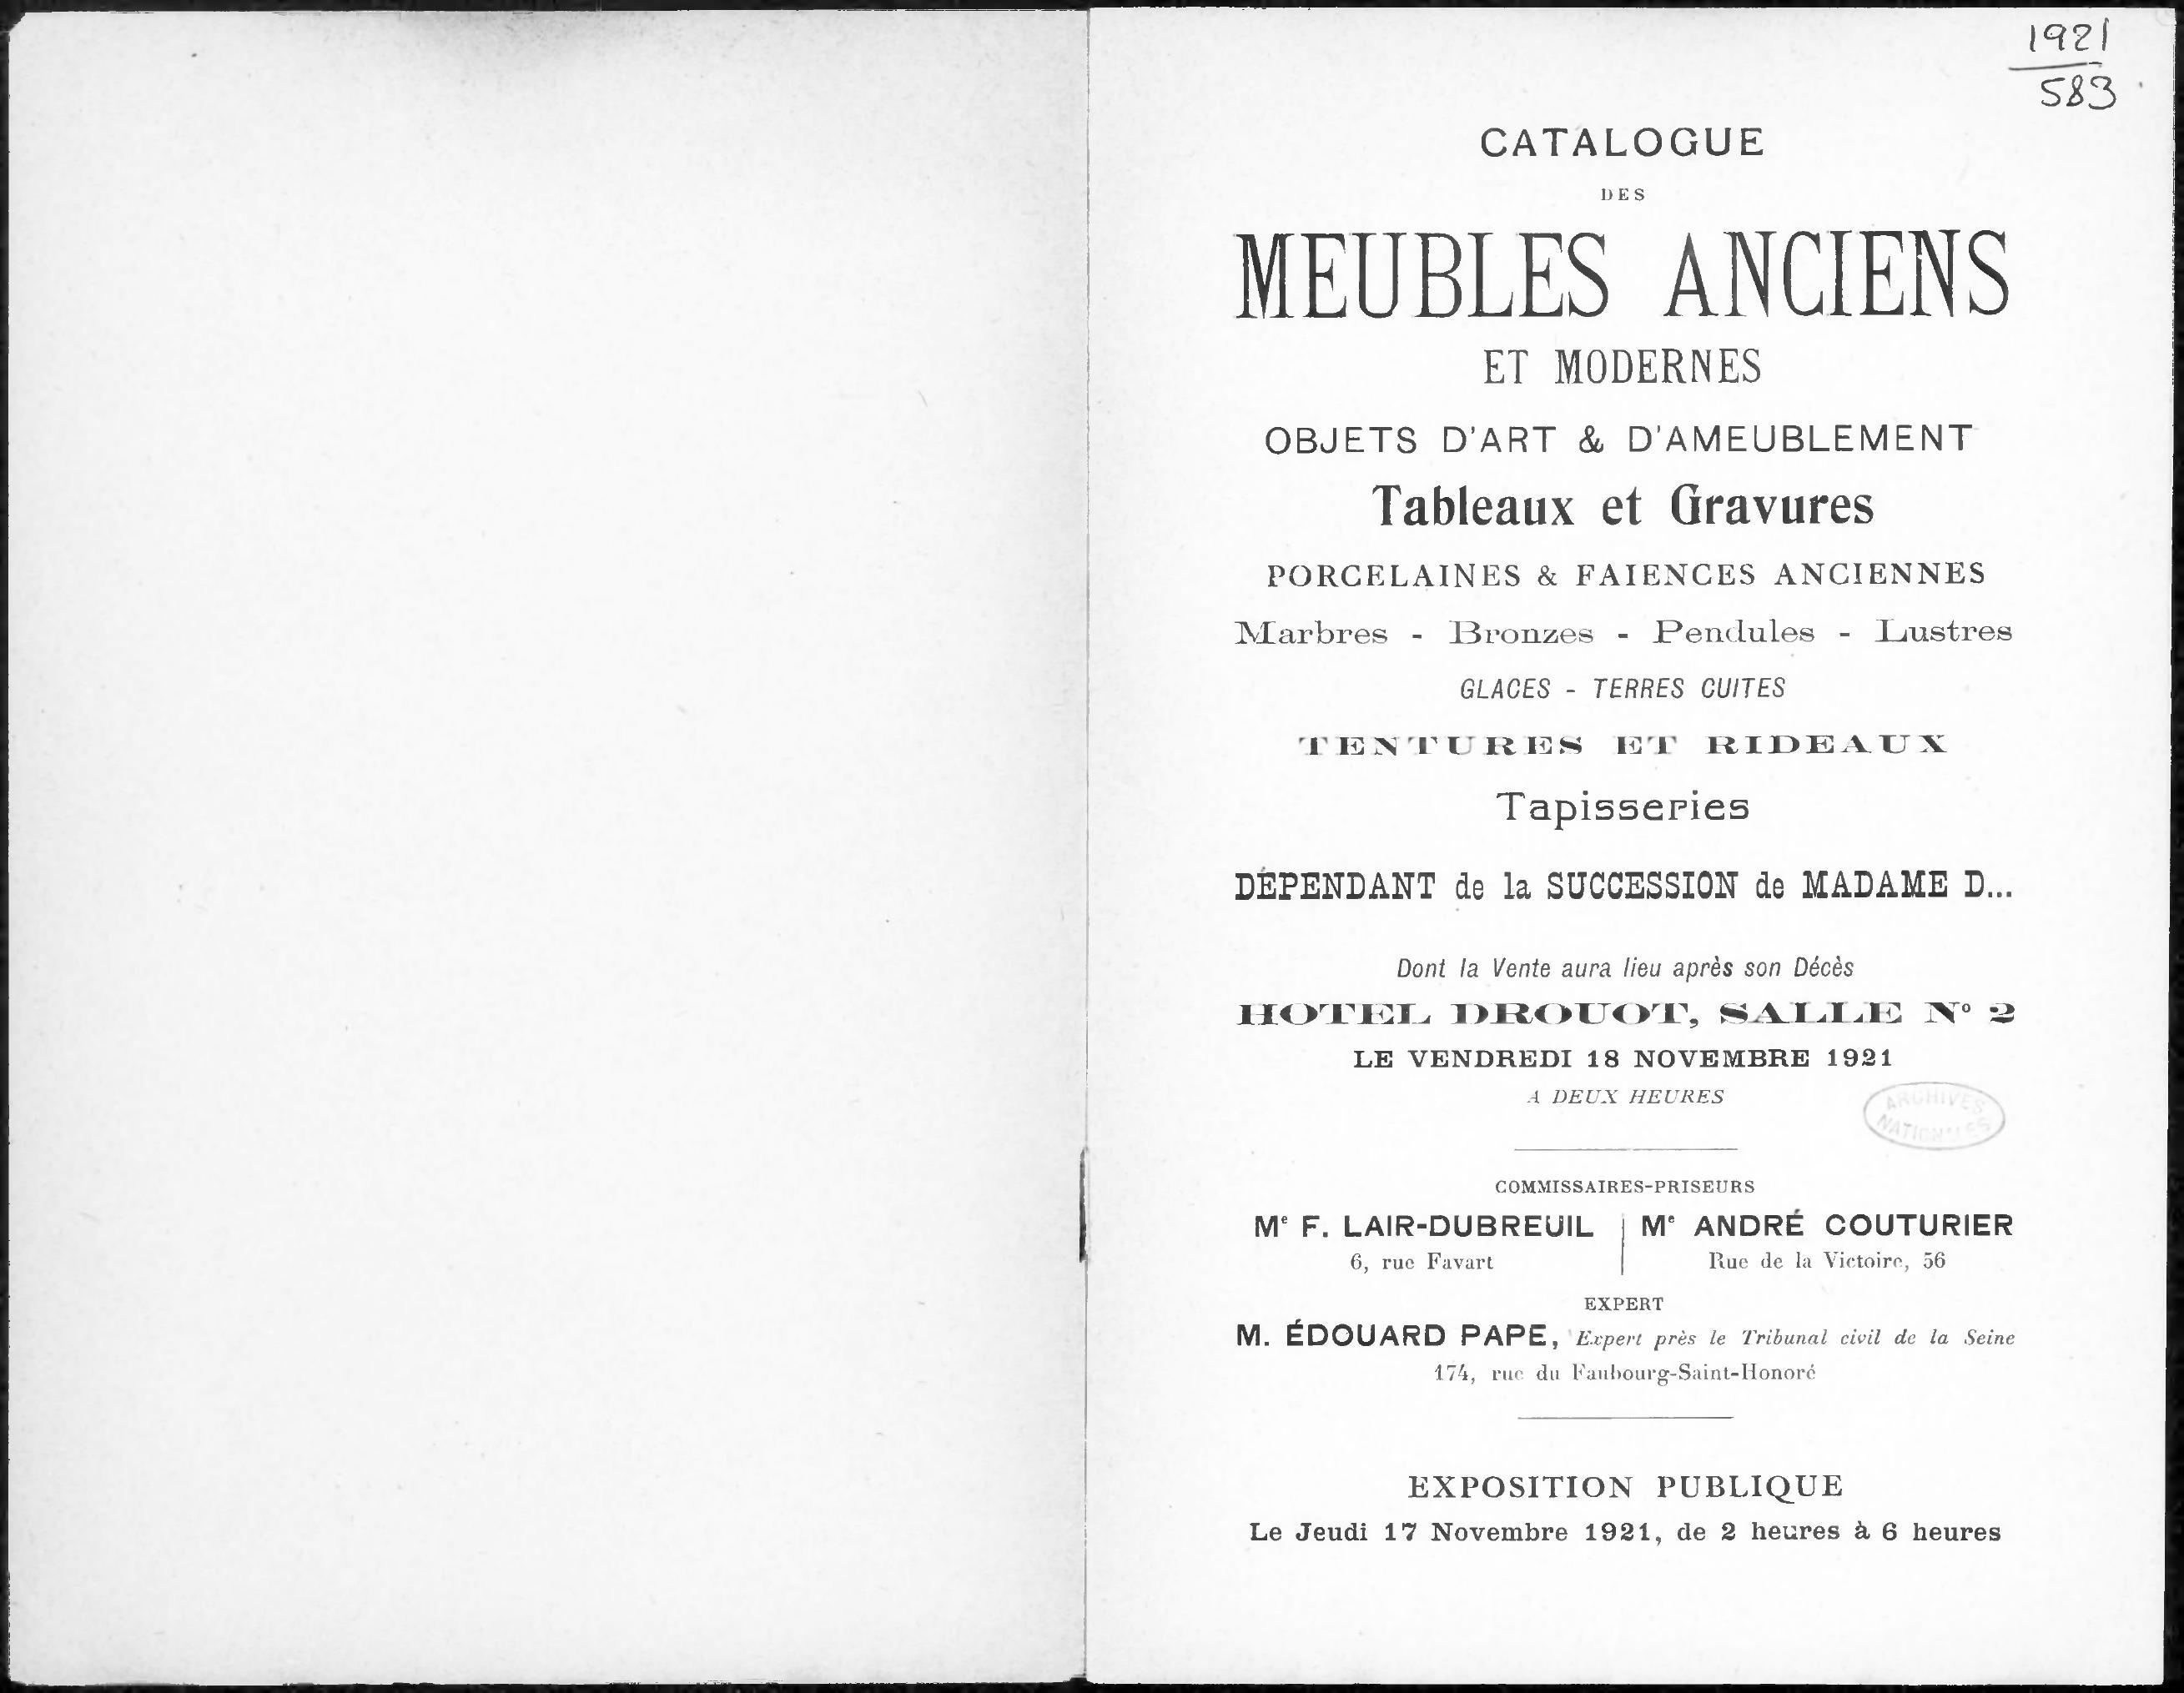 1921
583
CATALOGUE
DES
MEUBLES ANCIENS
ET MODERNES
OBJETS D'ART & D'AMEUBLEMENT
Tableaux et Gravures
PORCELAINES & FAIENCES ANCIENNES
Marbres - Bronzes - Pendules - Lustres
GLACES - TERRES CUITES
TENTURES ET RIDEAUX
Tapisseries
DÉPENDANT de la SUCCESSION de MADAME D...
Dont la Vente aura lieu après son Décès
HOTEL DROUOT, SALLE N° 2
LE VENDREDI 18 NOVEMBRE 1921
A DEUX HEURES
ARCHIVES
NATIONALES
COMMISSAIRES-PRISEURS
Me F. LAIR-DUBREUIL
6, rue Favart
Me ANDRÉ COUTURIER
Rue de la Victoire, 56
EXPERT
M. ÉDOUARD PAPE, Expert près le Tribunal civil de la Seine
174, rue du Faubourg-Saint-Honoré
EXPOSITION PUBLIQUE
Le Jeudi 17 Novembre 1921, de 2 heures à 6 heures